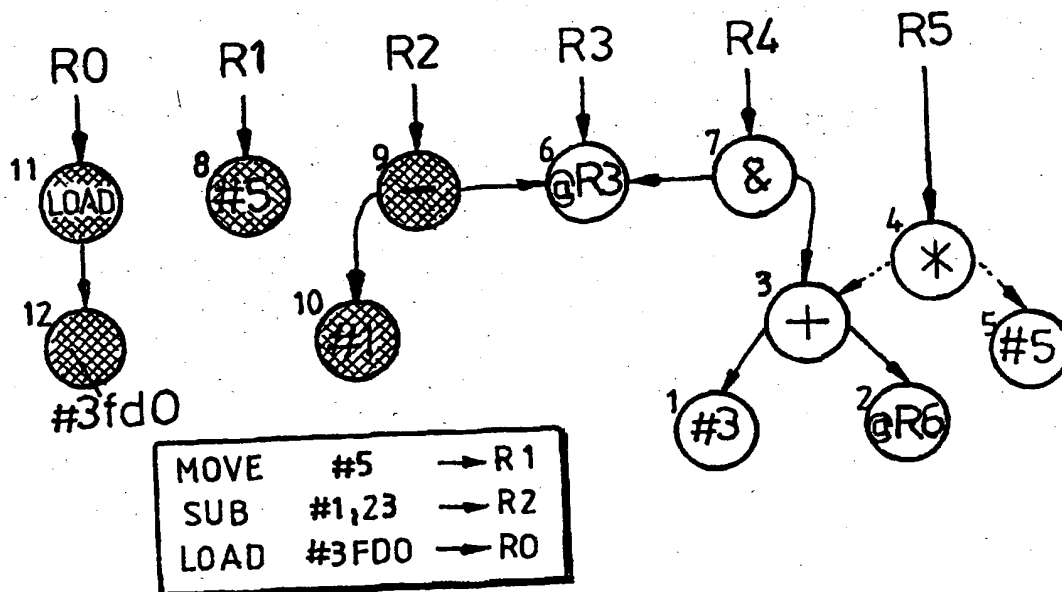 R0 R1 R2 R3 R4 R5
11 LOAD 8 #5 9 - 6 @R3 7 &
4 *
12 10 #1 3 + 5 #5
#3fd0 1 #3 2 @R6
MOVE #5 → R1
SUB #1,23 → R2
LOAD #3FD0 → R0